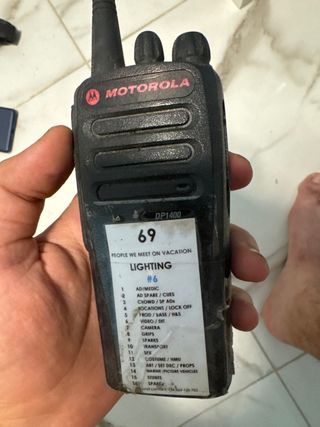 MOTOROLA
DP1400
69
PEOPLE WE MEET ON VACATION
LIGHTING
#6
1 AD/MEDIC
2 AD SPARE / CUES
3 CROWD / SP ADs
4 LOCATIONS / LOCK OFF
5 PROD / BASE / H&S
6 VIDEO / DIT
7 CAMERA
8 GRIPS
9 SPARKS
10 TRANSPORT
11 SFX
12 COSTUME / HMU
13 ART / SET DEC / PROPS
14 MARINE /PICTURE VEHICLES
15 STUNTS
16 SPARE